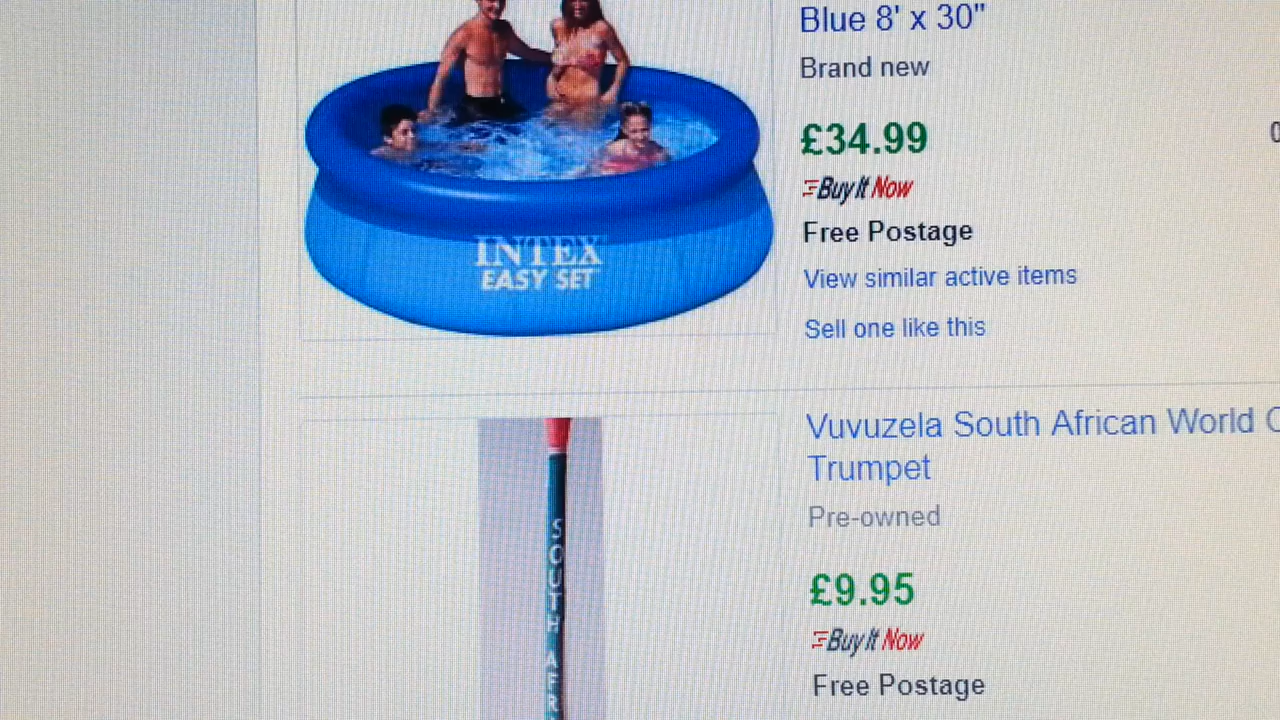 Blue 8' x 30"
Brand new
£34.99
Buy It Now
Free Postage
View similar active items
Sell one like this
INTEX
EASY SET
Vuvuzela South African World
Trumpet
Pre-owned
£9.95
Buy It Now
Free Postage
SOUTH AFR